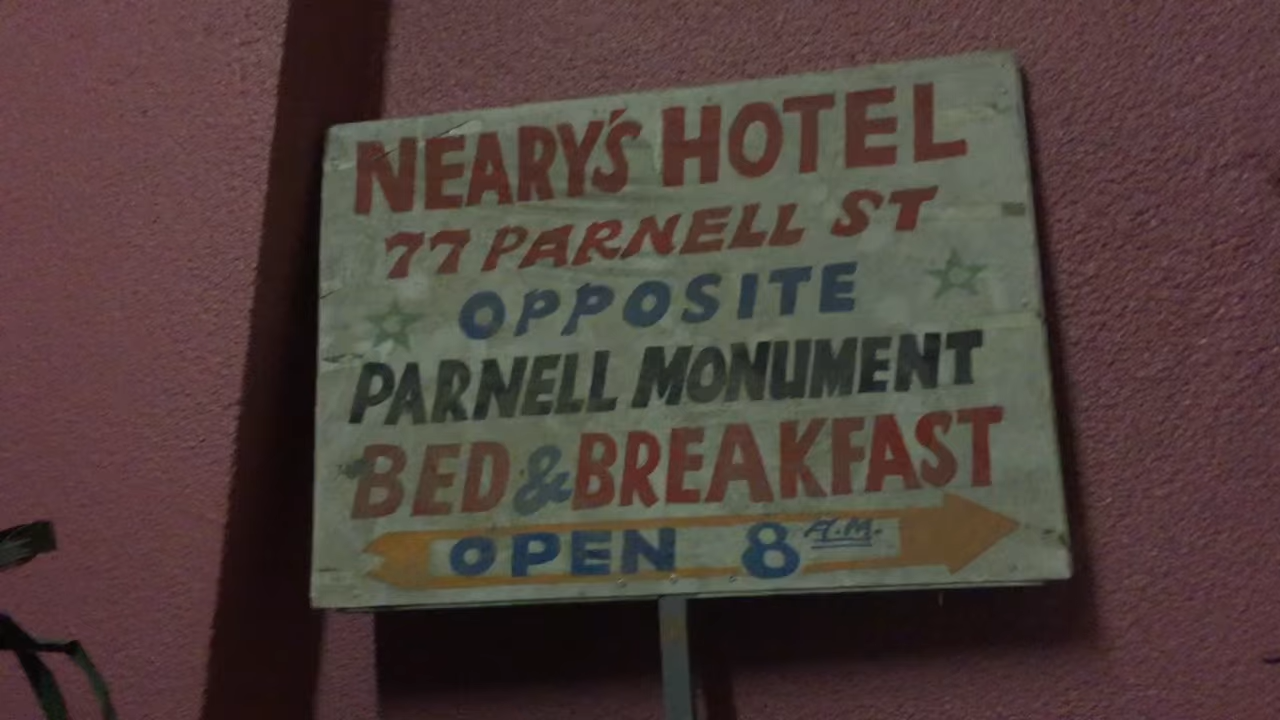 NEARY'S HOTEL
77 PARNELL ST
OPPOSITE
PARNELL MONUMENT
BED & BREAKFAST
OPEN 8 A.M.